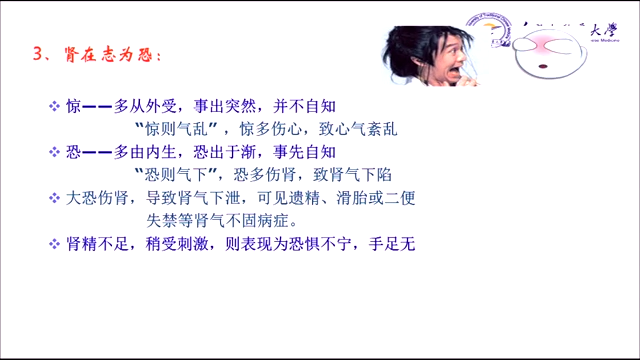 3、肾在志为恐：
大學
惊——多从外受，事出突然，并不自知
“惊则气乱”，惊多伤心，致心气紊乱
恐——多由内生，恐出于渐，事先自知
“恐则气下”，恐多伤肾，致肾气下陷
大恐伤肾，导致肾气下泄，可见遗精、滑胎或二便
失禁等肾气不固病症。
肾精不足，稍受刺激，则表现为恐惧不宁，手足无